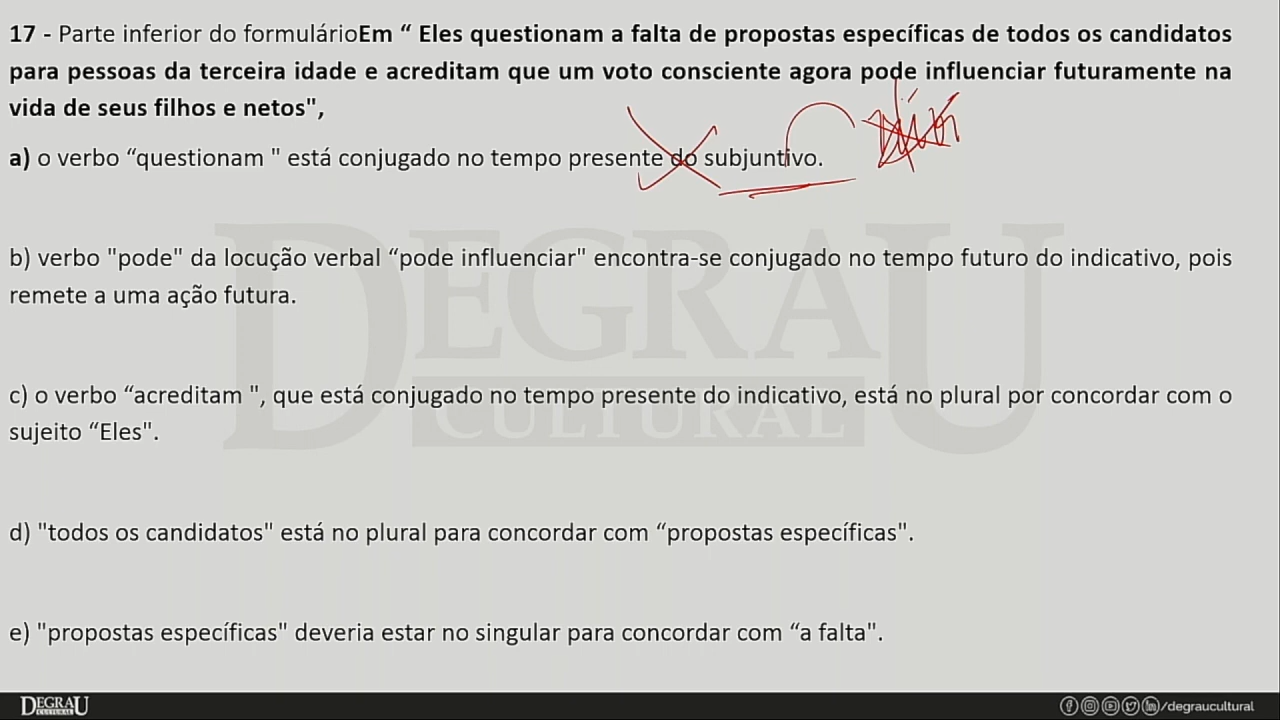 17 - Parte inferior do formulárioEm “ Eles questionam a falta de propostas específicas de todos os candidatos
para pessoas da terceira idade e acreditam que um voto consciente agora pode influenciar futuramente na
vida de seus filhos e netos",
a) o verbo “questionam " está conjugado no tempo presente do subjuntivo.
b) verbo "pode" da locução verbal “pode influenciar" encontra-se conjugado no tempo futuro do indicativo, pois
remete a uma ação futura.
c) o verbo “acreditam ", que está conjugado no tempo presente do indicativo, está no plural por concordar com o
sujeito “Eles".
d) "todos os candidatos" está no plural para concordar com “propostas específicas".
e) "propostas específicas" deveria estar no singular para concordar com “a falta".
DEGRAU
CULTURAL
DEGRAU
CULTURAL
/degraucultural